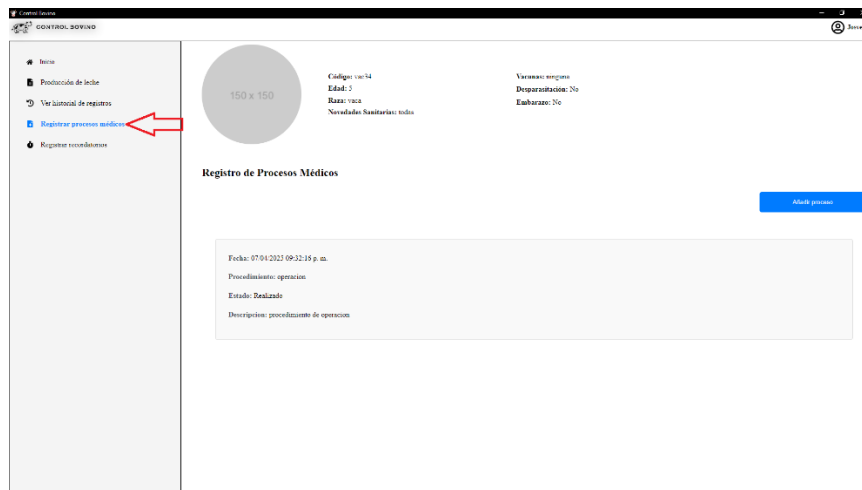 Control Bovino
CONTROL BOVINO
Inicio
Producción de leche
Ver historial de registros
Registrar procesos médicos
Registrar recordatorios
150 x 150
Código: vac34
Edad: 5
Raza: vaca
Novedades Sanitarias: todas
Vacunas: ninguna
Desparasitación: No
Embarazo: No
Registro de Procesos Médicos
Añadir proceso
Fecha: 07/04/2025 09:32:16 p. m.
Procedimiento: operacion
Estado: Realizado
Descripcion: procedimiento de operacion